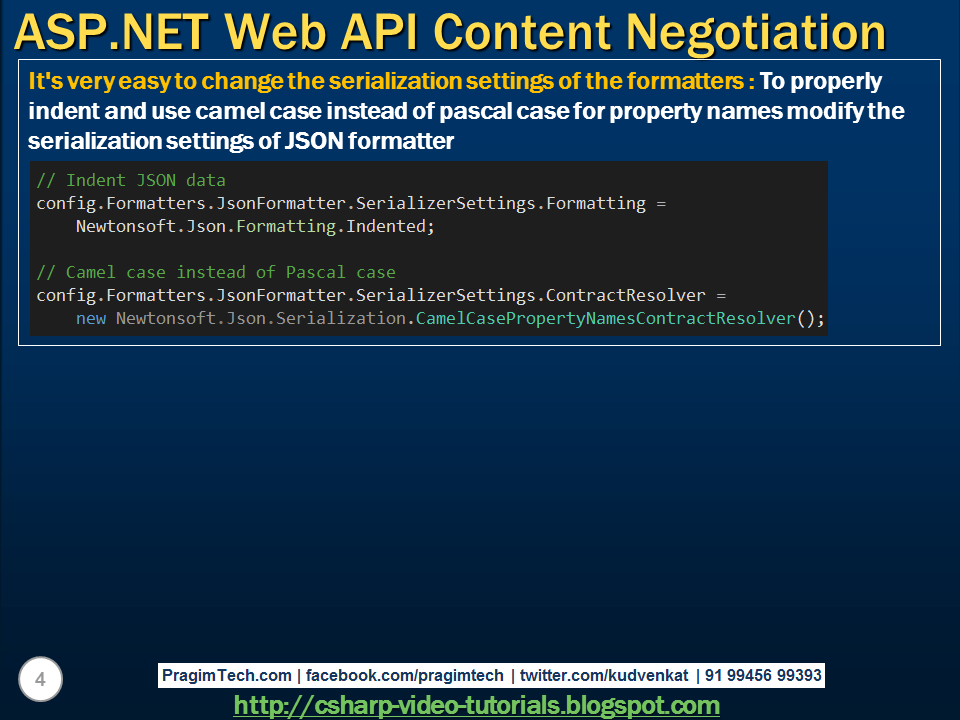 ASP.NET Web API Content Negotiation
It's very easy to change the serialization settings of the formatters : To properly
indent and use camel case instead of pascal case for property names modify the
serialization settings of JSON formatter
// Indent JSON data
config.Formatters.JsonFormatter.SerializerSettings.Formatting =
    Newtonsoft.Json.Formatting.Indented;
// Camel case instead of Pascal case
config.Formatters.JsonFormatter.SerializerSettings.ContractResolver =
    new Newtonsoft.Json.Serialization.CamelCasePropertyNamesContractResolver();
4
PragimTech.com | facebook.com/pragimtech | twitter.com/kudvenkat | 91 99456 99393
http://csharp-video-tutorials.blogspot.com